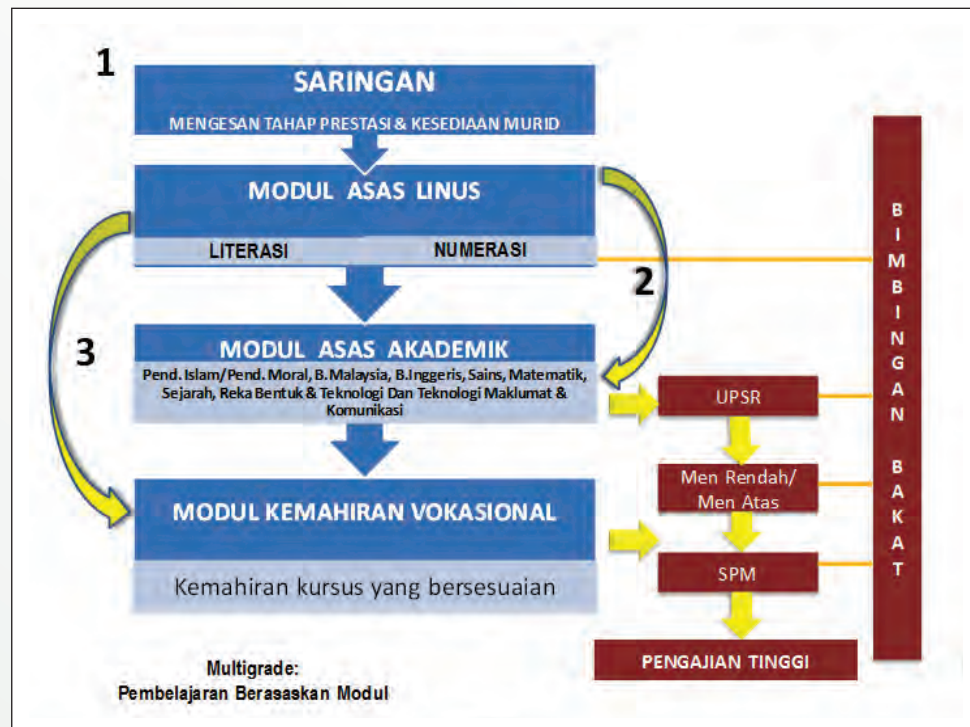 1
SARINGAN
MENGESAN TAHAP PRESTASI & KESEDIAAN MURID
MODUL ASAS LINUS
LITERASI NUMERASI
2
3
MODUL ASAS AKADEMIK
Pend. Islam/Pend. Moral, B.Malaysia, B.Inggeris, Sains, Matematik,
Sejarah, Reka Bentuk & Teknologi Dan Teknologi Maklumat &
Komunikasi
MODUL KEMAHIRAN VOKASIONAL
Kemahiran kursus yang bersesuaian
UPSR
Men Rendah/
Men Atas
SPM
PENGAJIAN TINGGI
BIMBINGAN BAKAT
Multigrade:
Pembelajaran Berasaskan Modul